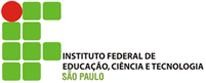 INSTITUTO FEDERAL DE
EDUCAÇÃO, CIÊNCIA E TECNOLOGIA
SÃO PAULO